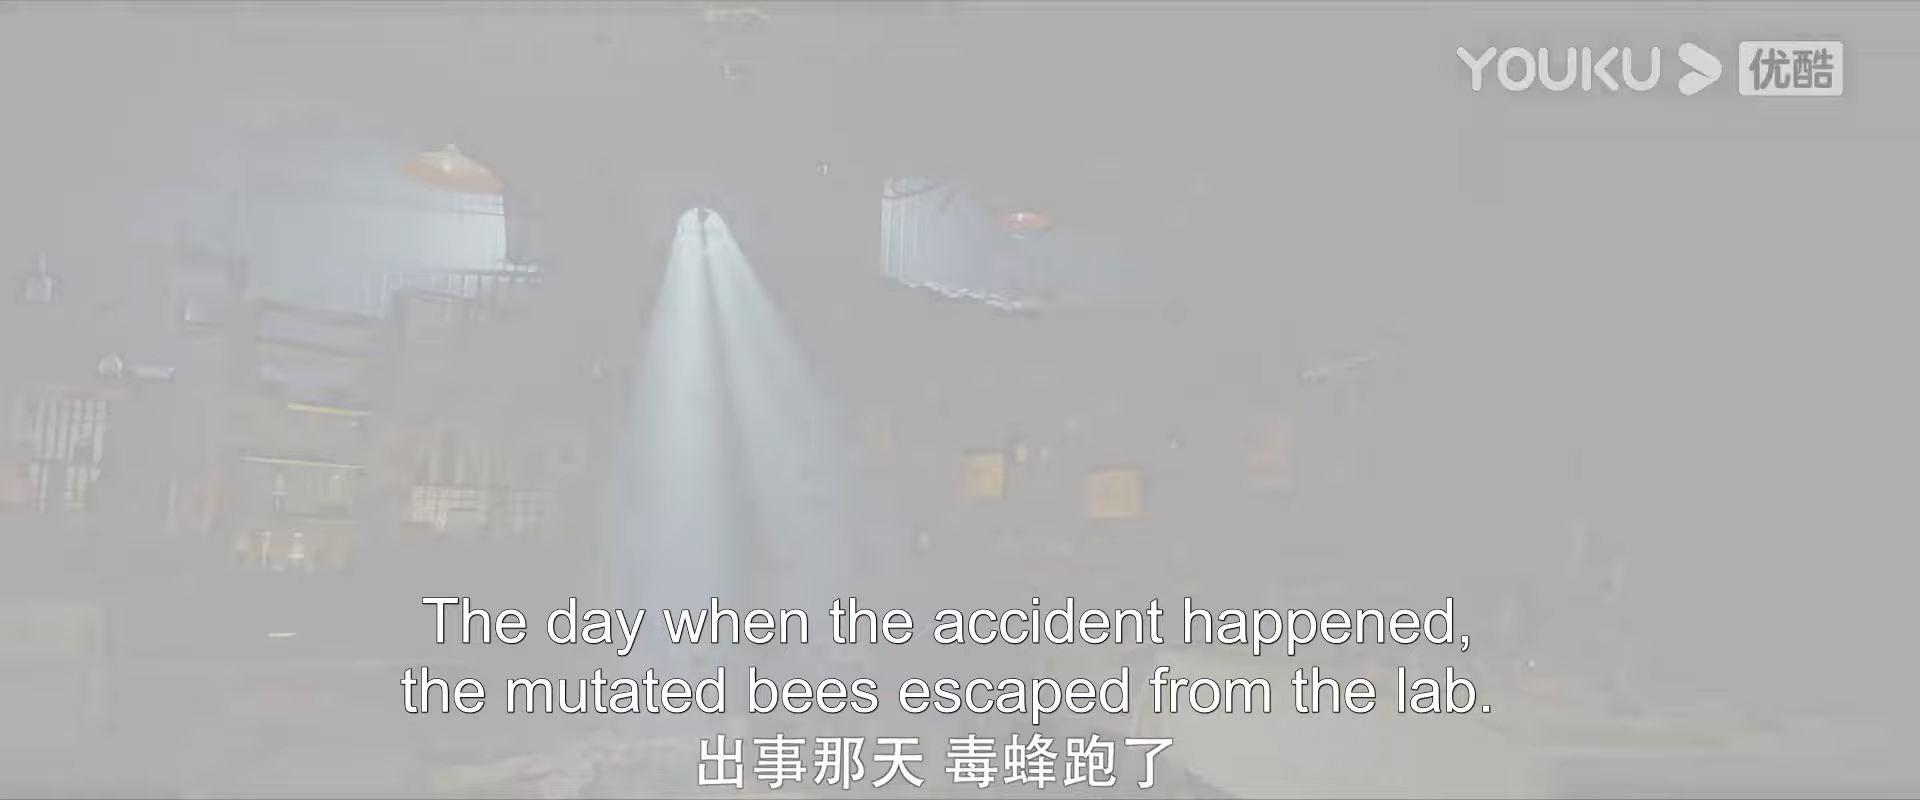 YOUKU 优酷
The day when the accident happened,
the mutated bees escaped from the lab.
出事那天 毒蜂跑了